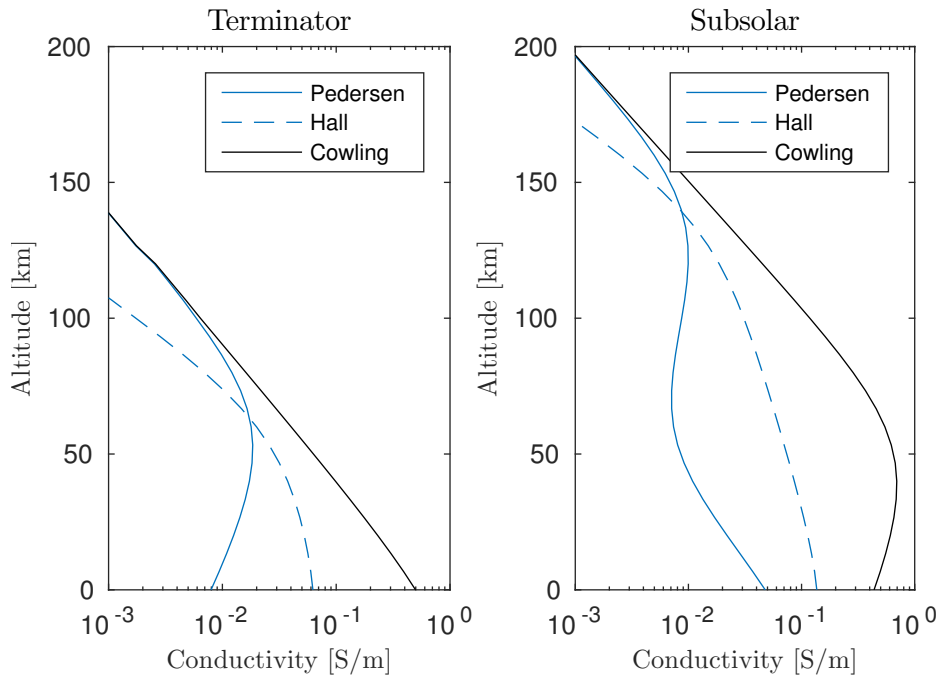 Terminator
Subsolar
200
150
100
50
0
Altitude [km]
Pedersen
Hall
Cowling
10^-3
10^-2
10^-1
10^0
Conductivity [S/m]
200
150
100
50
0
Altitude [km]
Pedersen
Hall
Cowling
10^-3
10^-2
10^-1
10^0
Conductivity [S/m]